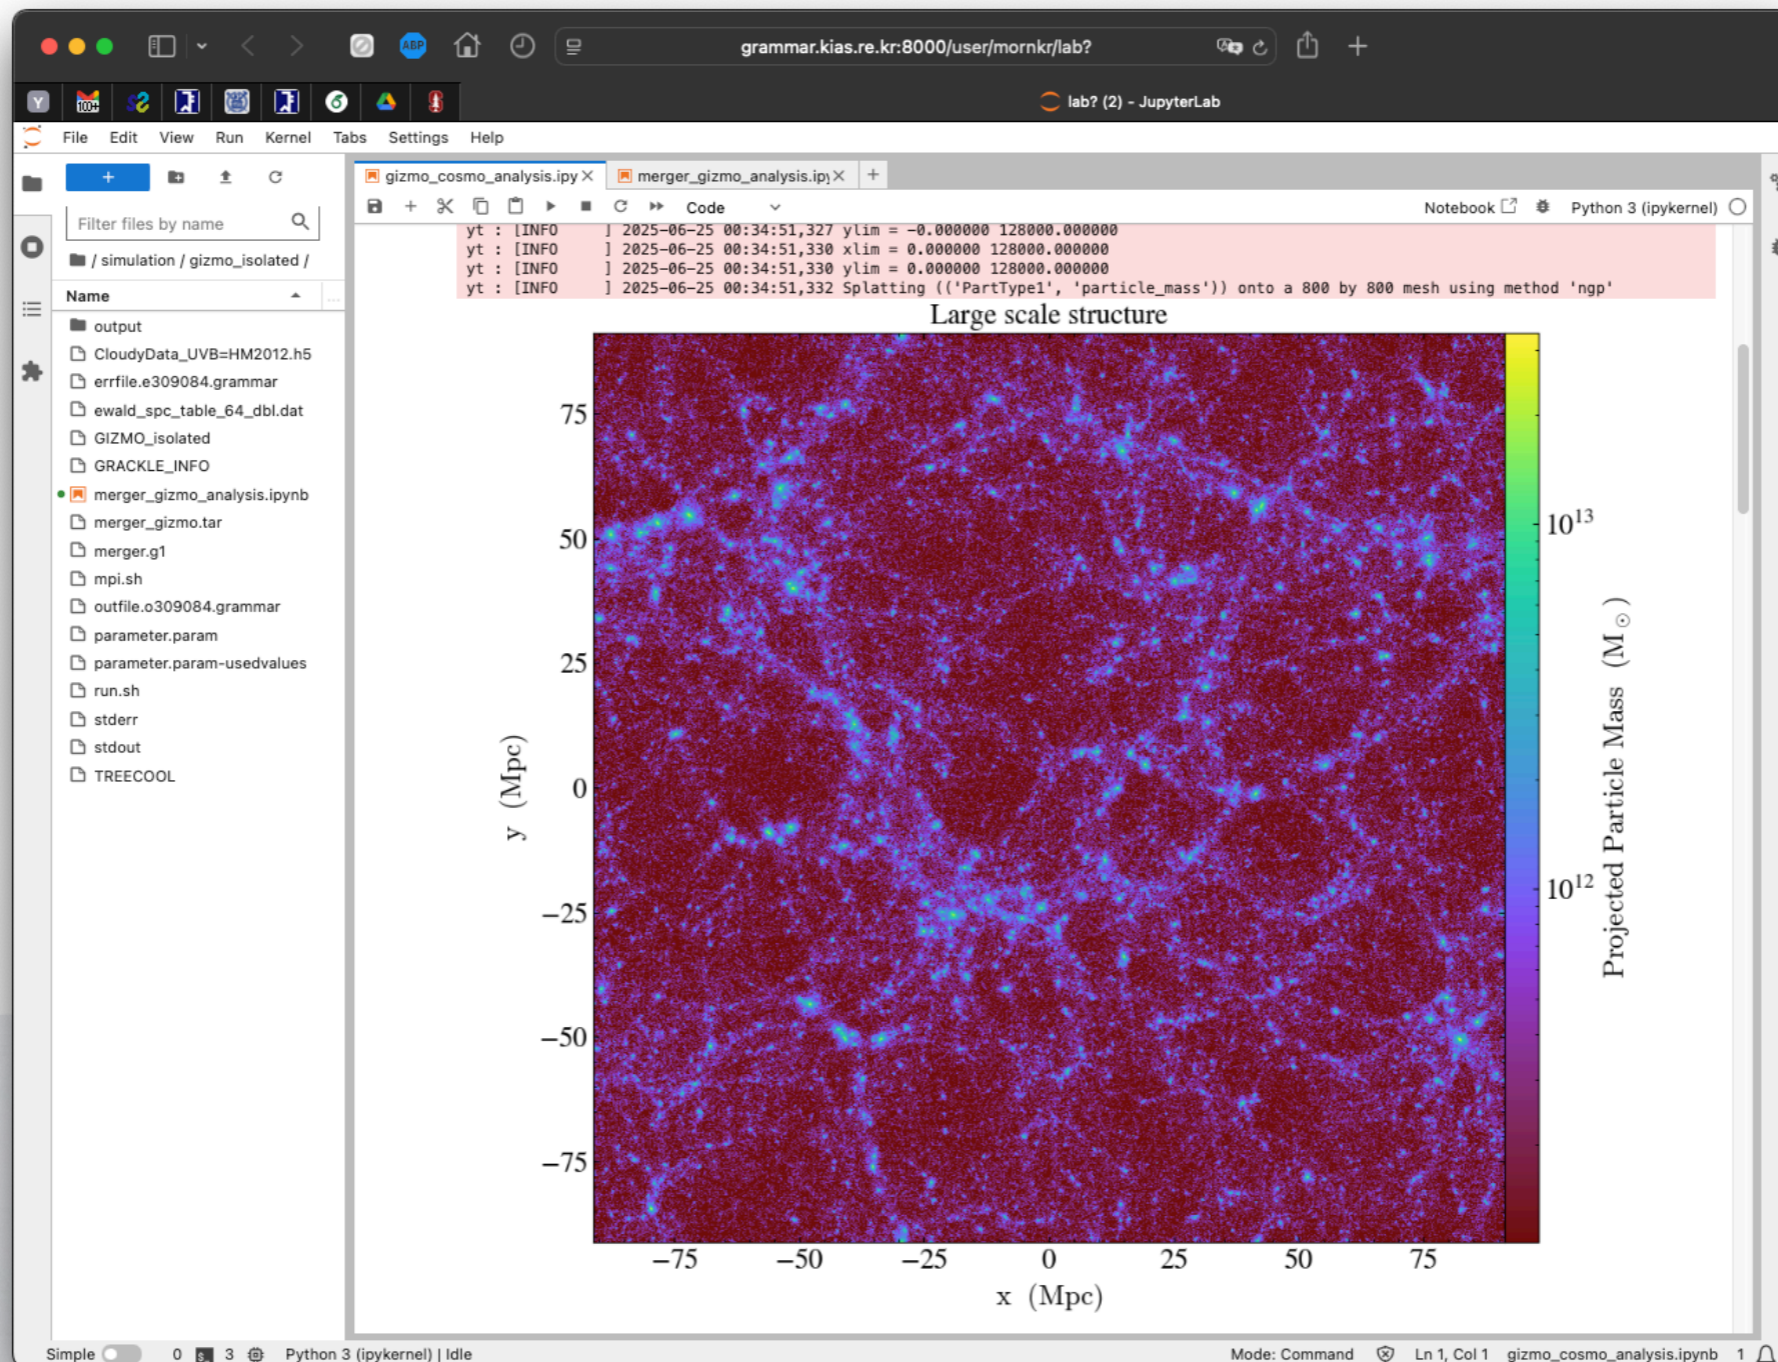 ABP
grammar.kias.re.kr:8000/user/mornkr/lab?
Y
100+
lab? (2) - JupyterLab
File Edit View Run Kernel Tabs Settings Help
+
gizmo_cosmo_analysis.ipy
merger_gizmo_analysis.ipy
Filter files by name
Code
Notebook
Python 3 (ipykernel)
/ simulation / gizmo_isolated /
Name
output
CloudyData_UVB=HM2012.h5
errfile.e309084.grammar
ewald_spc_table_64_dbl.dat
GIZMO_isolated
GRACKLE_INFO
merger_gizmo_analysis.ipynb
merger_gizmo.tar
merger.g1
mpi.sh
outfile.o309084.grammar
parameter.param
parameter.param-usedvalues
run.sh
stderr
stdout
TREECOOL
yt : [INFO ] 2025-06-25 00:34:51,327 ylim = -0.000000 128000.000000
yt : [INFO ] 2025-06-25 00:34:51,330 xlim = 0.000000 128000.000000
yt : [INFO ] 2025-06-25 00:34:51,330 ylim = 0.000000 128000.000000
yt : [INFO ] 2025-06-25 00:34:51,332 Splatting (('PartType1', 'particle_mass')) onto a 800 by 800 mesh using method 'ngp'
Large scale structure
75
50
25
0
−25
−50
−75
y (Mpc)
−75 −50 −25 0 25 50 75
x (Mpc)
10¹³
10¹²
Projected Particle Mass (M☉)
Simple 0 3 Python 3 (ipykernel) | Idle
Mode: Command Ln 1, Col 1 gizmo_cosmo_analysis.ipynb 1